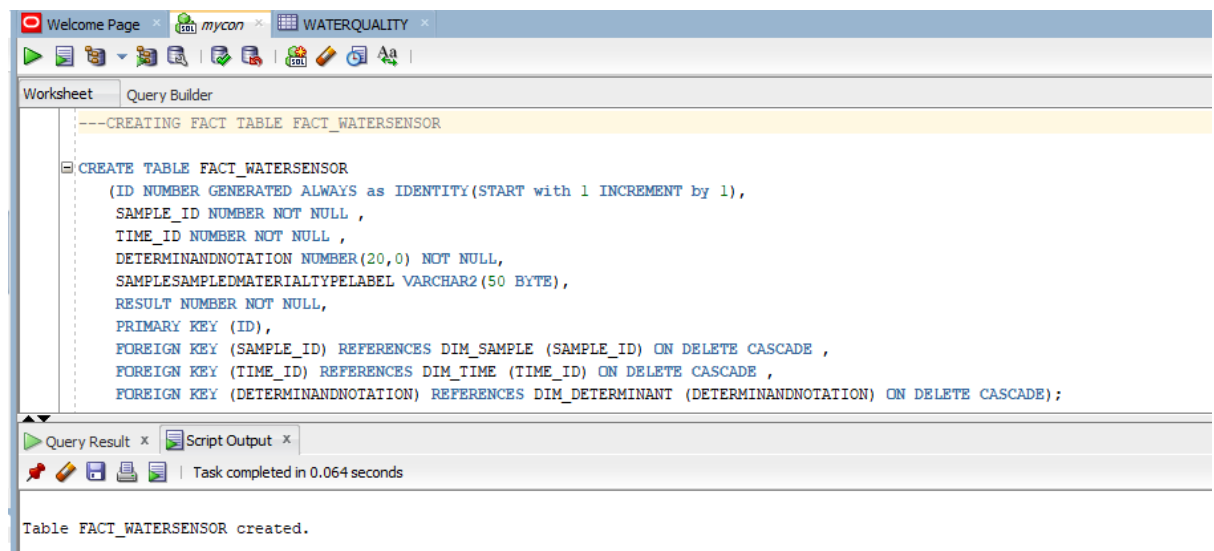 Welcome Page mycon WATERQUALITY
Worksheet Query Builder
---CREATING FACT TABLE FACT_WATERSENSOR
CREATE TABLE FACT_WATERSENSOR
(ID NUMBER GENERATED ALWAYS as IDENTITY(START with 1 INCREMENT by 1),
SAMPLE_ID NUMBER NOT NULL ,
TIME_ID NUMBER NOT NULL ,
DETERMINANDNOTATION NUMBER(20,0) NOT NULL,
SAMPLESAMPLEDMATERIALTYPELABEL VARCHAR2(50 BYTE),
RESULT NUMBER NOT NULL,
PRIMARY KEY (ID),
FOREIGN KEY (SAMPLE_ID) REFERENCES DIM_SAMPLE (SAMPLE_ID) ON DELETE CASCADE ,
FOREIGN KEY (TIME_ID) REFERENCES DIM_TIME (TIME_ID) ON DELETE CASCADE ,
FOREIGN KEY (DETERMINANDNOTATION) REFERENCES DIM_DETERMINANT (DETERMINANDNOTATION) ON DELETE CASCADE);
Query Result x Script Output x
Task completed in 0.064 seconds
Table FACT_WATERSENSOR created.